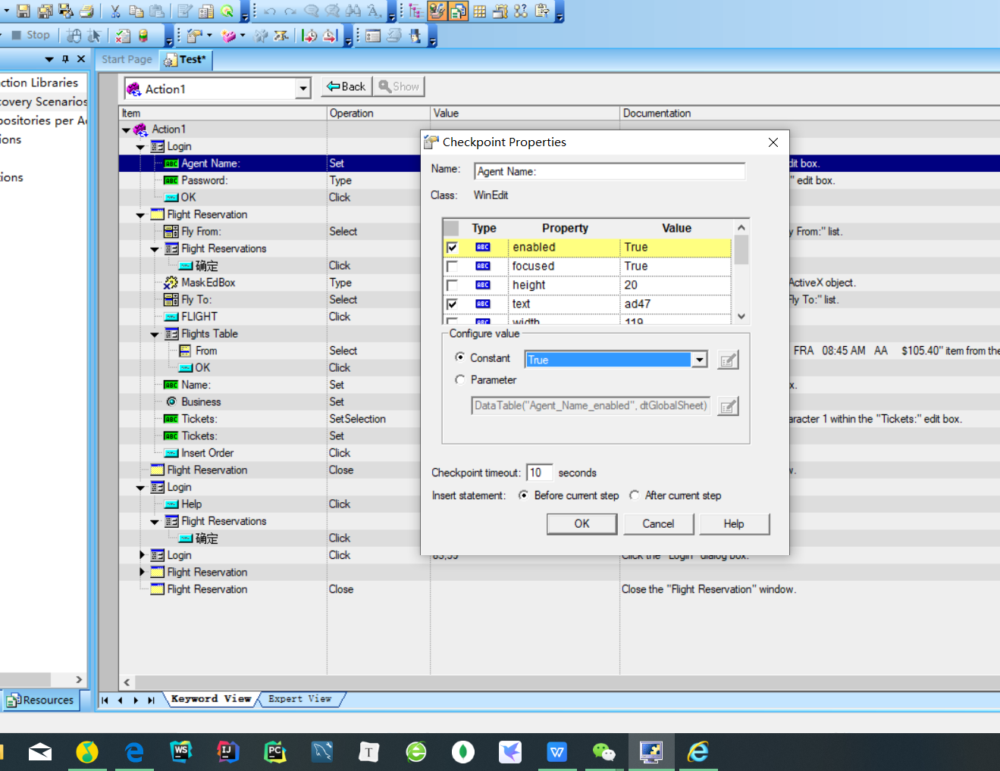 Stop
Start Page
Test*
ction Libraries
covery Scenarios
positories per A
ions
tions
Resources
Action1
Back
Show
Item
Operation
Value
Documentation
Action1
Login
Agent Name:
Set
dit box.
Password:
Type
" edit box.
OK
Click
Flight Reservation
Fly From:
Select
y From:" list.
Flight Reservations
确定
Click
MaskEdBox
Type
ActiveX object.
Fly To:
Select
Fly To:" list.
FLIGHT
Click
Flights Table
From
Select
FRA 08:45 AM AA $105.40" item from the
OK
Click
Name:
Set
x.
Business
Set
Tickets:
SetSelection
aracter 1 within the "Tickets:" edit box.
Tickets:
Set
Insert Order
Click
Flight Reservation
Close
w.
Login
Help
Click
Flight Reservations
确定
Click
Login
Click
Click the "Login" dialog box.
Flight Reservation
Flight Reservation
Close
Close the "Flight Reservation" window.
Keyword View
Expert View
Checkpoint Properties
Name:
Agent Name:
Class:
WinEdit
Type
Property
Value
ABC
enabled
True
ABC
focused
True
ABC
height
20
ABC
text
ad47
width
119
Configure value
Constant
True
Parameter
DataTable("Agent_Name_enabled", dtGlobalSheet)
Checkpoint timeout:
10
seconds
Insert statement:
Before current step
After current step
OK
Cancel
Help
WS
IJ
PC
T
W